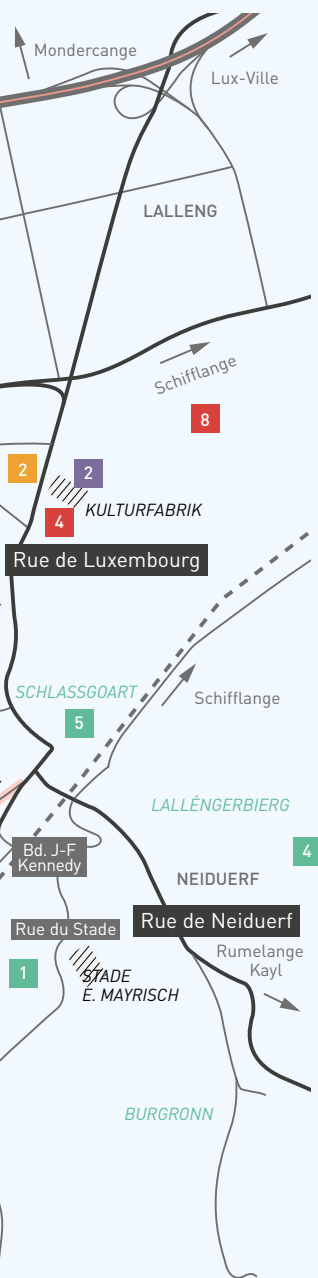 Mondercange
Lux-Ville
LALLENG
Schifflange
8
2
2
KULTURFABRIK
4
Rue de Luxembourg
SCHLASSGOART
Schifflange
5
LALLÉNGERBIERG
Bd. J-F
Kennedy
4
NEIDUERF
Rue du Stade
Rue de Neiduerf
Rumelange
Kayl
1
STADE
E. MAYRISCH
BURGRONN